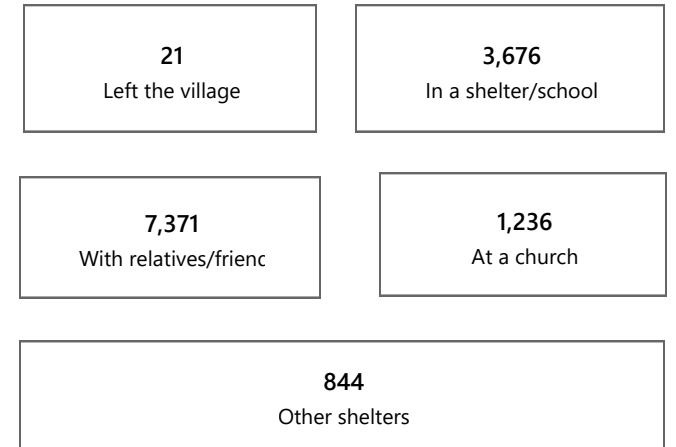 21
Left the village
3,676
In a shelter/school
7,371
With relatives/frienc
1,236
At a church
844
Other shelters